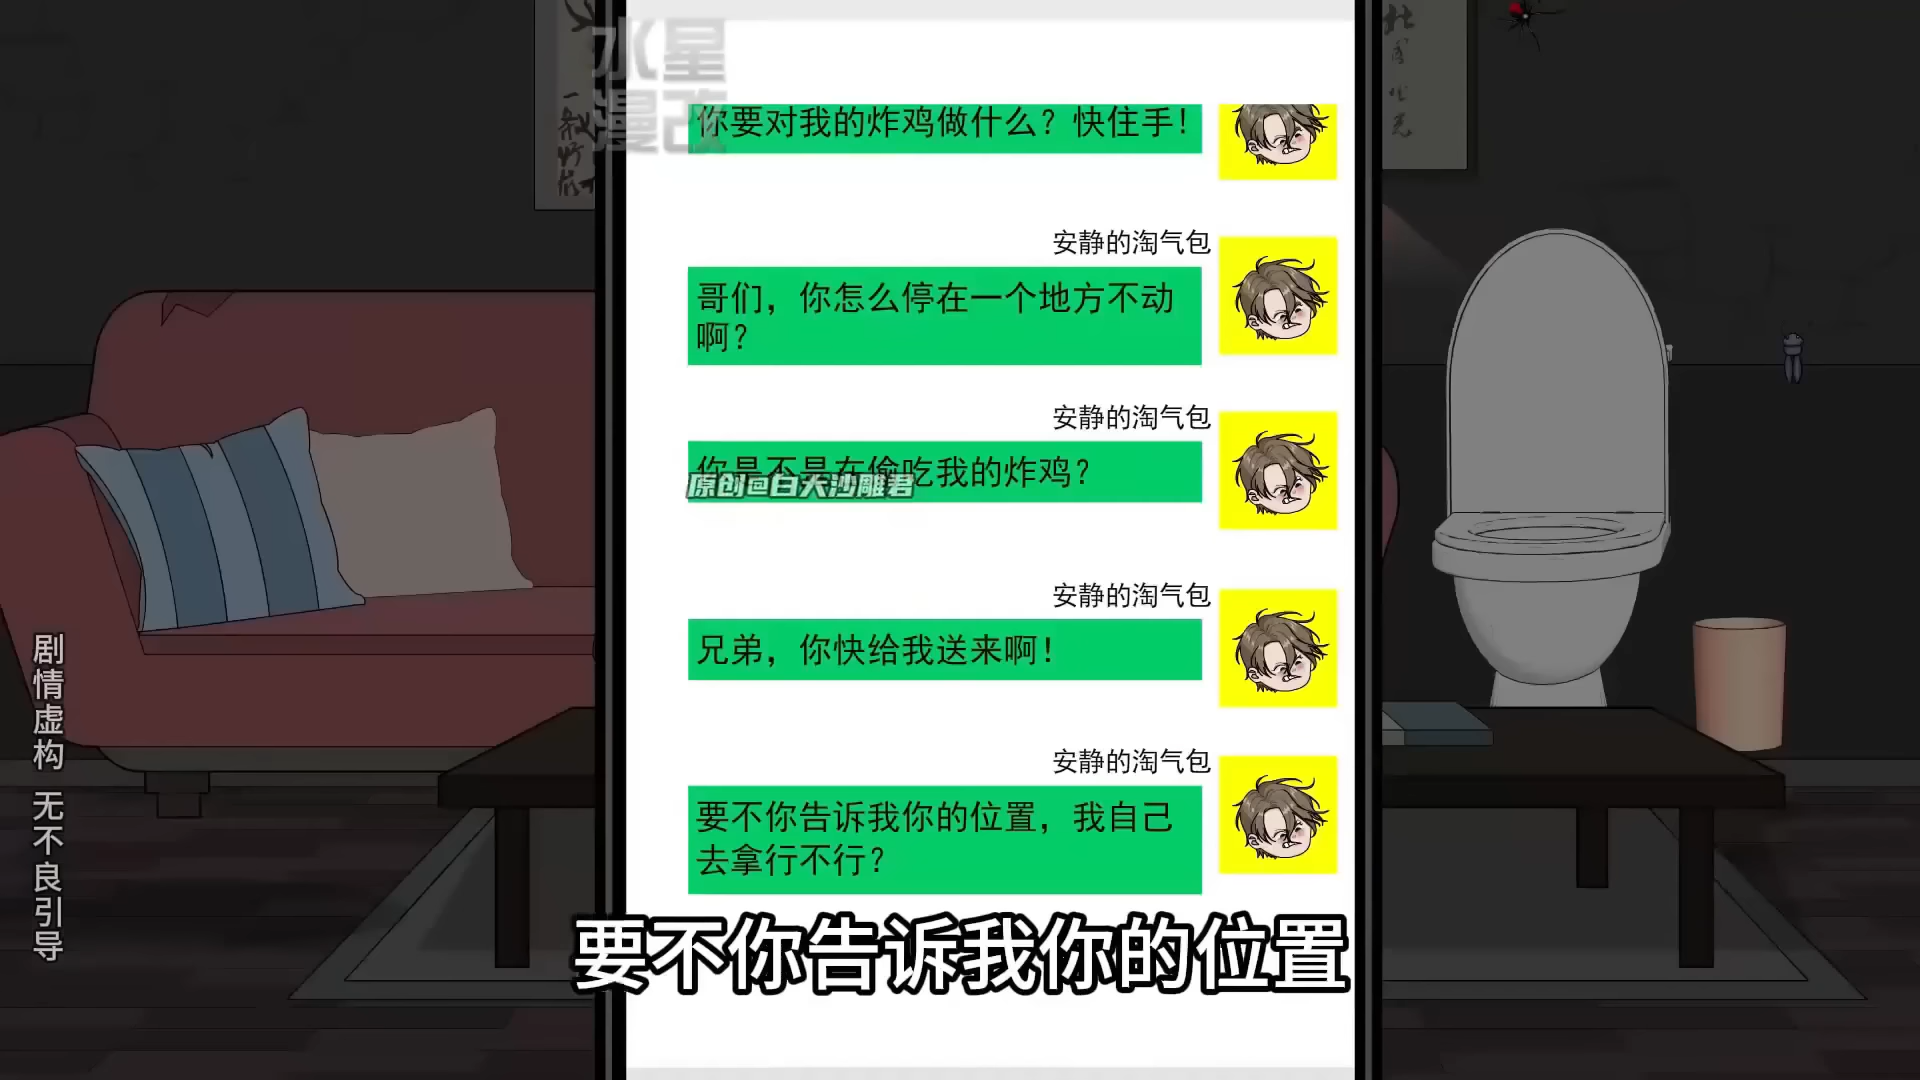 水星
漫改
你要对我的炸鸡做什么？快住手！
安静的淘气包
哥们，你怎么停在一个地方不动
啊？
安静的淘气包
你是不是在偷吃我的炸鸡？
原创@白天沙雕君
安静的淘气包
兄弟，你快给我送来啊！
安静的淘气包
要不你告诉我你的位置，我自己
去拿行不行？
要不你告诉我你的位置
剧情虚构 无不良引导